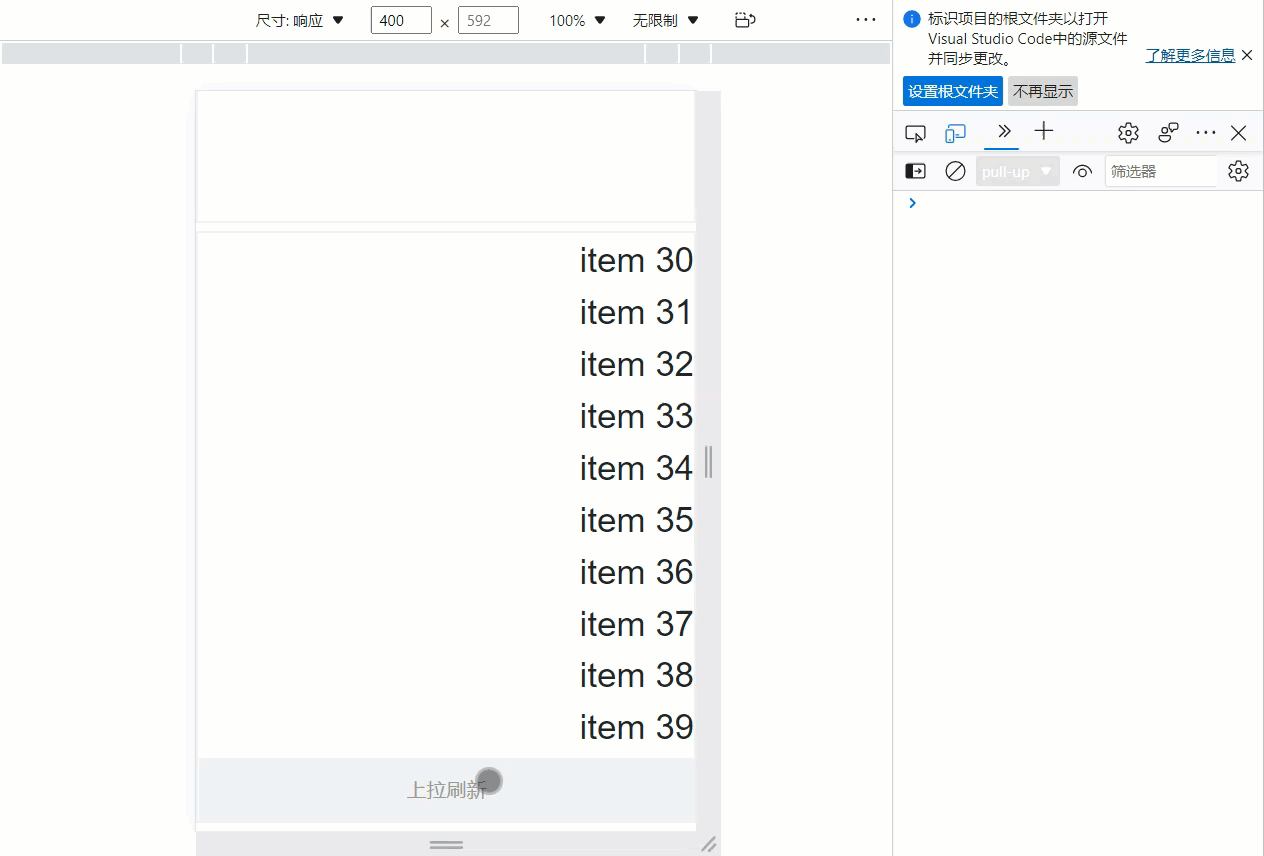 尺寸: 响应 ▼ 400 × 592 100% ▼ 无限制 ▼ ···
标识项目的根文件夹以打开
Visual Studio Code中的源文件
并同步更改。
了解更多信息
设置根文件夹 不再显示
pull-up ▼ 筛选器
item 30
item 31
item 32
item 33
item 34
item 35
item 36
item 37
item 38
item 39
上拉刷新